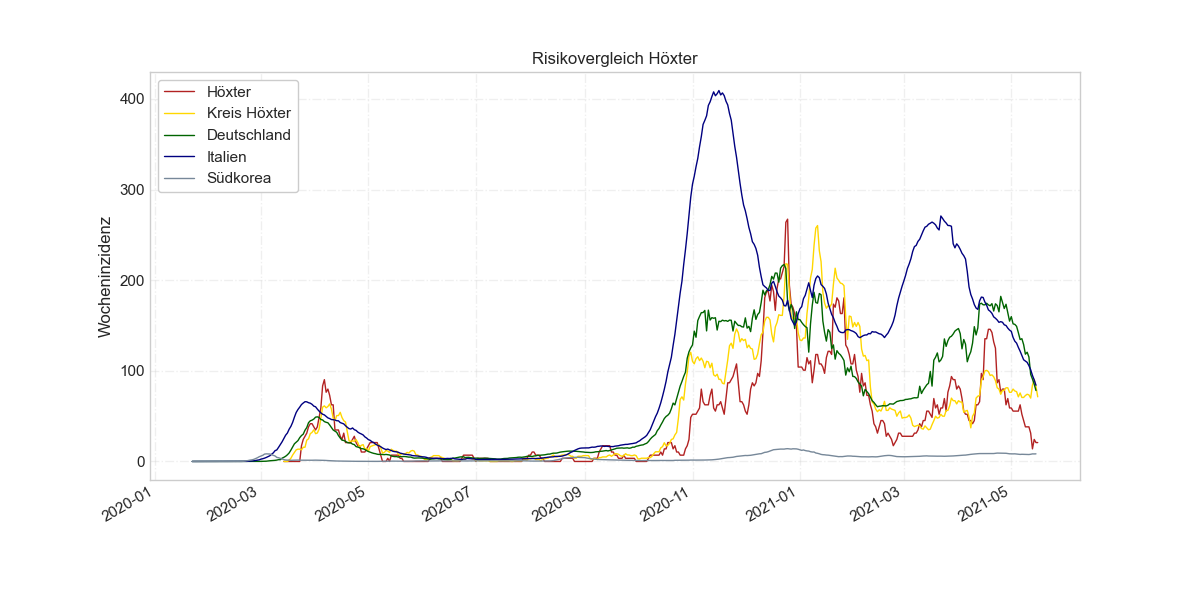 Risikovergleich Höxter
Höxter
Kreis Höxter
Deutschland
Italien
Südkorea
Wocheninzidenz
400
300
200
100
0
2020-01
2020-03
2020-05
2020-07
2020-09
2020-11
2021-01
2021-03
2021-05